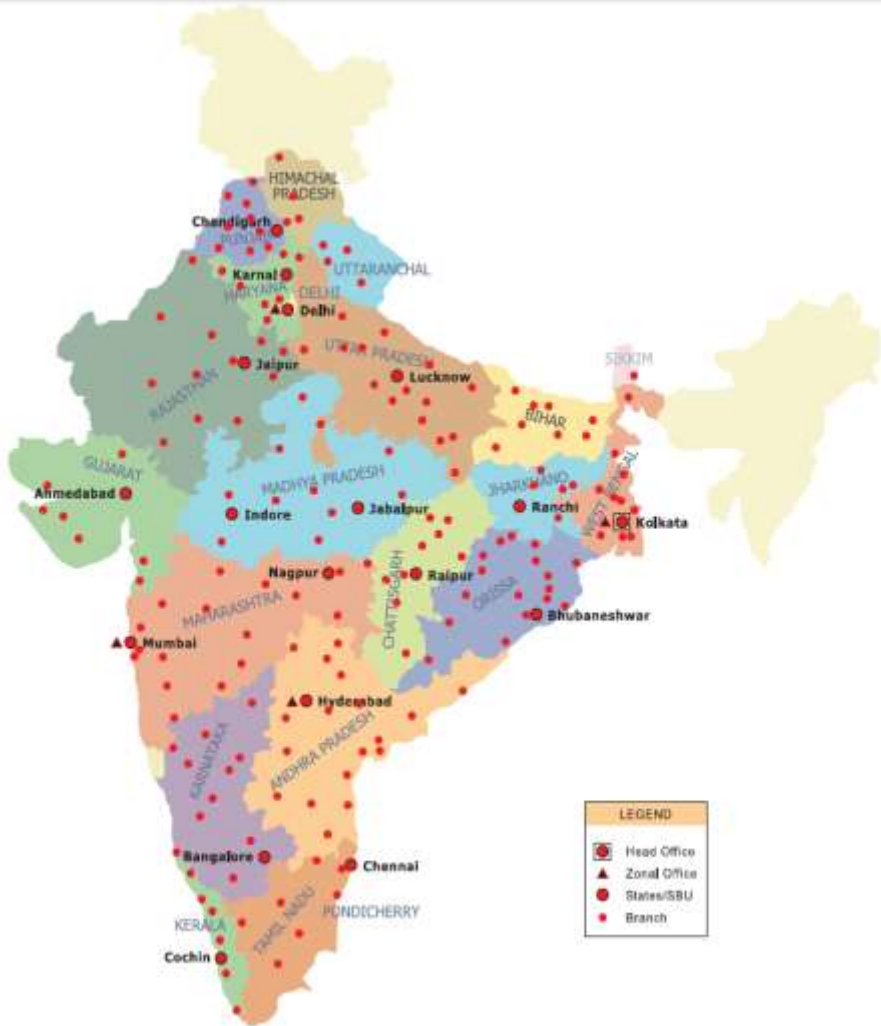 HIMACHAL
PRADESH
Chandigarh
PUNJAB
UTTARANCHAL
Karnal
HARYANA
DELHI
Delhi
UTTAR PRADESH
Jaipur
Lucknow
SIKKIM
RAJASTHAN
BIHAR
GUJARAT
MADHYA PRADESH
JHARKHAND
WEST BENGAL
Ahmedabad
Indore
Jabalpur
Ranchi
Kolkata
Nagpur
Raipur
ORISSA
MAHARASHTRA
CHATTISGARH
Bhubaneshwar
Mumbai
Hyderabad
ANDHRA PRADESH
KARNATAKA
LEGEND
Head Office
Zonal Office
States/SBU
Branch
Bangalore
Chennai
TAMIL NADU
PONDICHERRY
KERALA
Cochin